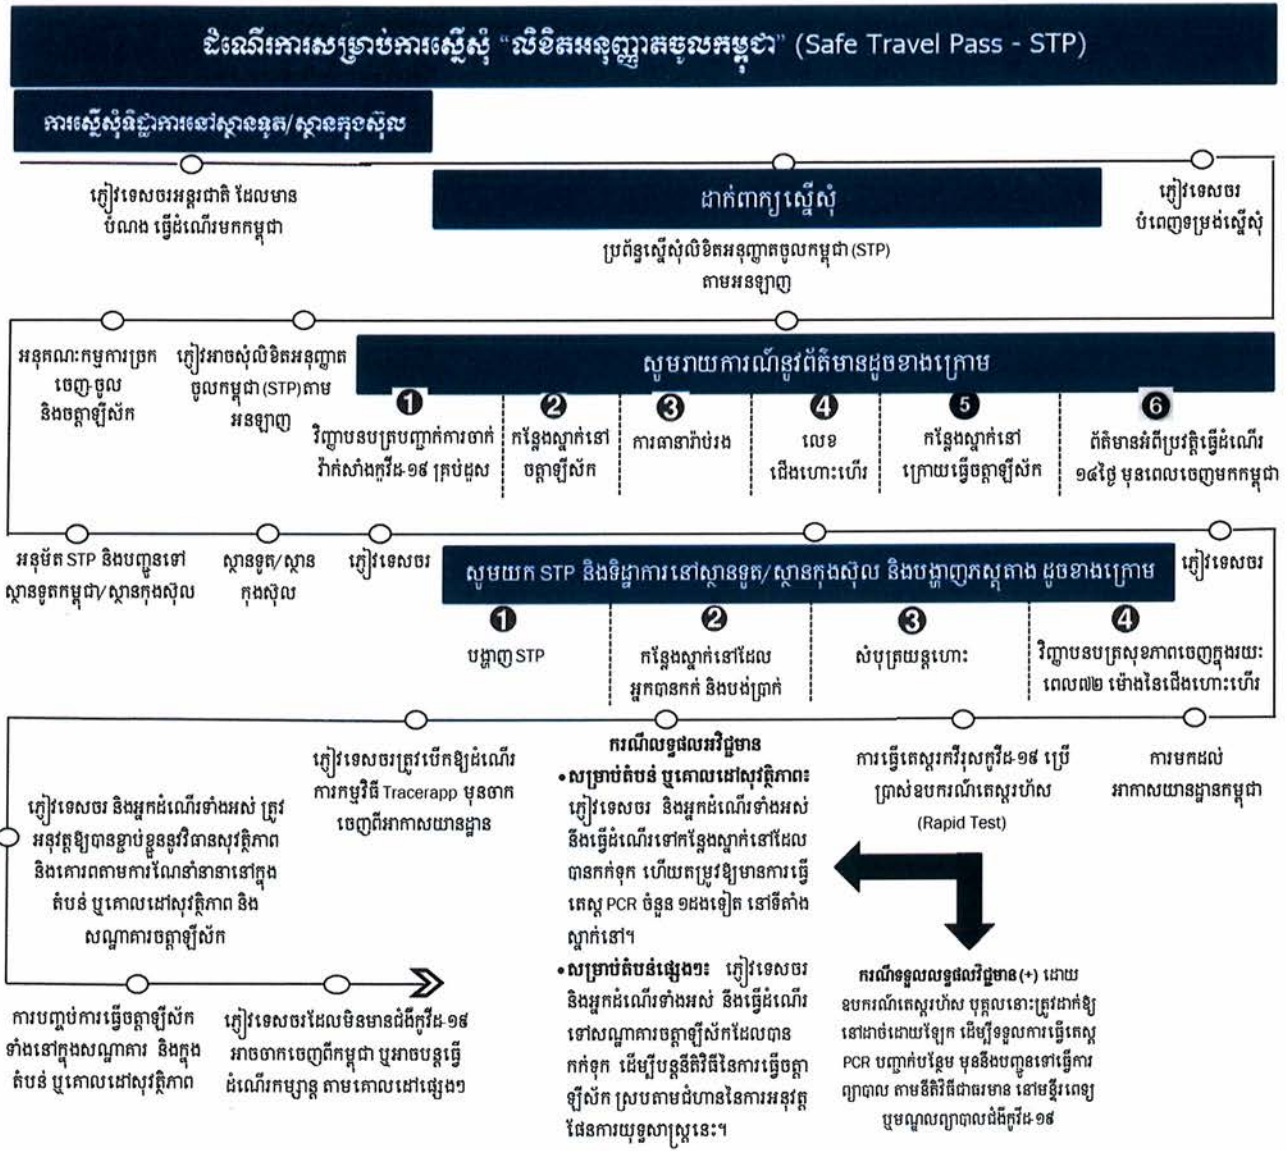 ដំណើរការសម្រាប់ការស្នើសុំ “លិខិតអនុញ្ញាតចូលកម្ពុជា” (Safe Travel Pass - STP)
ការស្នើសុំទិដ្ឋាការនៅស្ថានទូត/ស្ថានកុងស៊ុល
ភ្ញៀវទេសចរអន្តរជាតិ ដែលមាន
បំណង ធ្វើដំណើរមកកម្ពុជា
ដាក់ពាក្យស្នើសុំ
ប្រព័ន្ធស្នើសុំលិខិតអនុញ្ញាតចូលកម្ពុជា (STP)
តាមអនឡាញ
ភ្ញៀវទេសចរ
បំពេញទម្រង់ស្នើសុំ
អនុគណៈកម្មការច្រក
ចេញ-ចូល
និងចត្តាឡីស័ក
ភ្ញៀវអាចសុំលិខិតអនុញ្ញាត
ចូលកម្ពុជា (STP)តាម
អនឡាញ
សូមរាយការណ៍នូវព័ត៌មានដូចខាងក្រោម
1
វិញ្ញាបនបត្របញ្ជាក់ការចាក់
វ៉ាក់សាំងកូវីដ-១៩ គ្រប់ដូស
2
កន្លែងស្នាក់នៅ
ចត្តាឡីស័ក
3
ការធានារ៉ាប់រង
4
លេខ
ជើងហោះហើរ
5
កន្លែងស្នាក់នៅ
ក្រោយធ្វើចត្តាឡីស័ក
6
ព័ត៌មានអំពីប្រវត្តិធ្វើដំណើរ
១៤ថ្ងៃ មុនពេលចេញមកកម្ពុជា
អនុម័ត STP និងបញ្ជូនទៅ
ស្ថានទូតកម្ពុជា/ស្ថានកុងស៊ុល
ស្ថានទូត/ស្ថាន
កុងស៊ុល
ភ្ញៀវទេសចរ
សូមយក STP និងទិដ្ឋាការនៅស្ថានទូត/ស្ថានកុងស៊ុល និងបង្ហាញភស្តុតាង ដូចខាងក្រោម
ភ្ញៀវទេសចរ
1
បង្ហាញ STP
2
កន្លែងស្នាក់នៅដែល
អ្នកបានកក់ និងបង់ប្រាក់
3
សំបុត្រយន្តហោះ
4
វិញ្ញាបនបត្រសុខភាពចេញក្នុងរយៈ
ពេល៧២ ម៉ោងនៃជើងហោះហើរ
ភ្ញៀវទេសចរ និងអ្នកដំណើរទាំងអស់ ត្រូវ
អនុវត្តឱ្យបានខ្ជាប់ខ្ជួននូវវិធានសុវត្ថិភាព
និងគោរពតាមការណែនាំនានានៅក្នុង
តំបន់ ឬគោលដៅសុវត្ថិភាព និង
សណ្ឋាគារចត្តាឡីស័ក
ភ្ញៀវទេសចរត្រូវបើកឱ្យដំណើរ
ការកម្មវិធី Tracerapp មុនចាក
ចេញពីអាកាសយានដ្ឋាន
ករណីលទ្ធផលអវិជ្ជមាន
• សម្រាប់តំបន់ ឬគោលដៅសុវត្ថិភាព៖
ភ្ញៀវទេសចរ និងអ្នកដំណើរទាំងអស់
នឹងធ្វើដំណើរទៅកន្លែងស្នាក់នៅដែល
បានកក់ទុក ហើយតម្រូវឱ្យមានការធ្វើ
តេស្ត PCR ចំនួន ១ដងទៀត នៅទីតាំង
ស្នាក់នៅ។
• សម្រាប់តំបន់ផ្សេងៗ៖ ភ្ញៀវទេសចរ
និងអ្នកដំណើរទាំងអស់ នឹងធ្វើដំណើរ
ទៅសណ្ឋាគារចត្តាឡីស័កដែលបាន
កក់ទុក ដើម្បីបន្តនីតិវិធីនៃការធ្វើចត្តា
ឡីស័ក ស្របតាមជំហាននៃការអនុវត្ត
ផែនការយុទ្ធសាស្ត្រនេះ។
ការធ្វើតេស្តរកវីរុសកូវីដ-១៩ ប្រើ
ប្រាស់ឧបករណ៍តេស្តរហ័ស
(Rapid Test)
ការមកដល់
អាកាសយានដ្ឋានកម្ពុជា
ករណីទទួលលទ្ធផលវិជ្ជមាន(+) ដោយ
ឧបករណ៍តេស្តរហ័ស បុគ្គលនោះត្រូវដាក់ឱ្យ
នៅដាច់ដោយឡែក ដើម្បីទទួលការធ្វើតេស្ត
PCR បញ្ជាក់បន្ថែម មុននឹងបញ្ជូនទៅធ្វើការ
ព្យាបាល តាមនីតិវិធីជាធរមាន នៅមន្ទីរពេទ្យ
ឬមណ្ឌលព្យាបាលជំងឺកូវីដ-១៩
ការបញ្ចប់ការធ្វើចត្តាឡីស័ក
ទាំងនៅក្នុងសណ្ឋាគារ និងក្នុង
តំបន់ ឬគោលដៅសុវត្ថិភាព
ភ្ញៀវទេសចរដែលមិនមានជំងឺកូវីដ-១៩
អាចចាកចេញពីកម្ពុជា ឬអាចបន្តធ្វើ
ដំណើរកម្សាន្ត តាមគោលដៅផ្សេងៗ